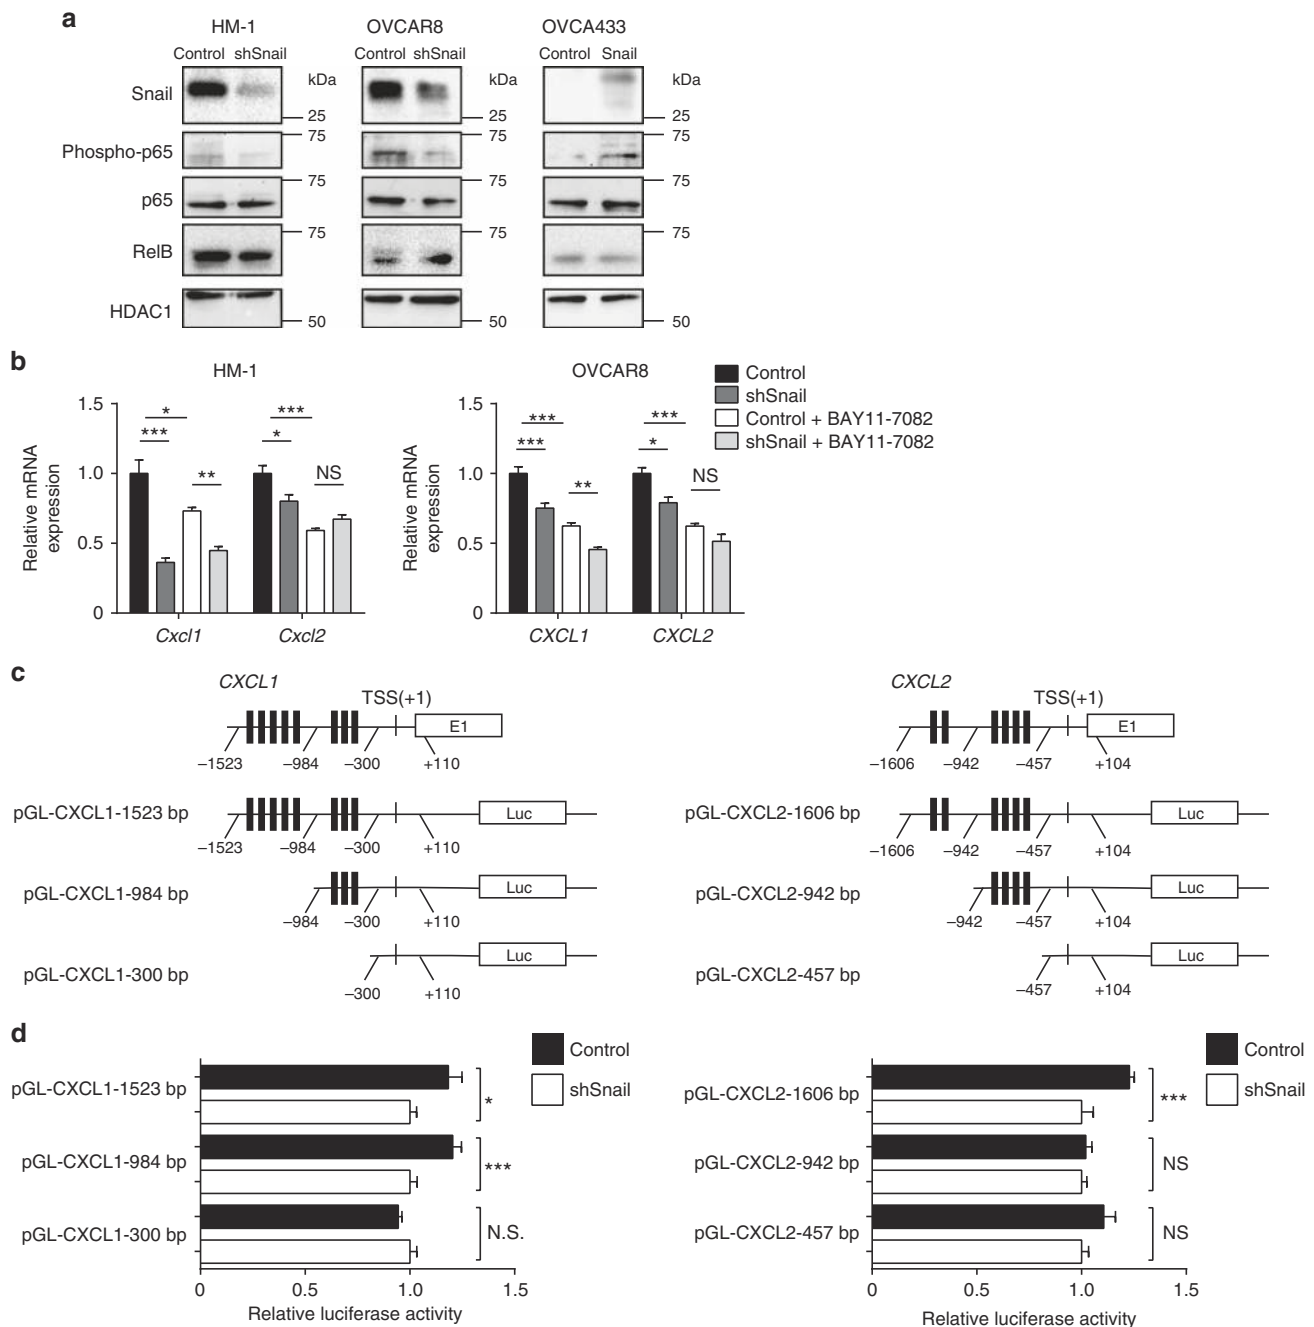 a
HM-1 OVCAR8 OVCA433
Control shSnail Control shSnail Control Snail
kDa kDa kDa
Snail
25 25 25
75 75 75
Phospho-p65
75 75 75
p65
75 75 75
RelB
HDAC1
50 50 50
b
HM-1 OVCAR8
Control
shSnail
Control + BAY11-7082
shSnail + BAY11-7082
Relative mRNA
expression
1.5
1.0
0.5
0
* *** *** * ** NS
Cxcl1 Cxcl2
Relative mRNA
expression
1.5
1.0
0.5
0
*** *** *** * ** NS
CXCL1 CXCL2
c
CXCL1
TSS(+1)
E1
–1523 –984 –300 +110
pGL-CXCL1-1523 bp
Luc
–1523 –984 –300 +110
pGL-CXCL1-984 bp
Luc
–984 –300 +110
pGL-CXCL1-300 bp
Luc
–300 +110
CXCL2
TSS(+1)
E1
–1606 –942 –457 +104
pGL-CXCL2-1606 bp
Luc
–1606 –942 –457 +104
pGL-CXCL2-942 bp
Luc
–942 –457 +104
pGL-CXCL2-457 bp
Luc
–457 +104
d
Control
shSnail
pGL-CXCL1-1523 bp
*
pGL-CXCL1-984 bp
***
pGL-CXCL1-300 bp
N.S.
0 0.5 1.0 1.5
Relative luciferase activity
Control
shSnail
pGL-CXCL2-1606 bp
***
pGL-CXCL2-942 bp
NS
pGL-CXCL2-457 bp
NS
0 0.5 1.0 1.5
Relative luciferase activity